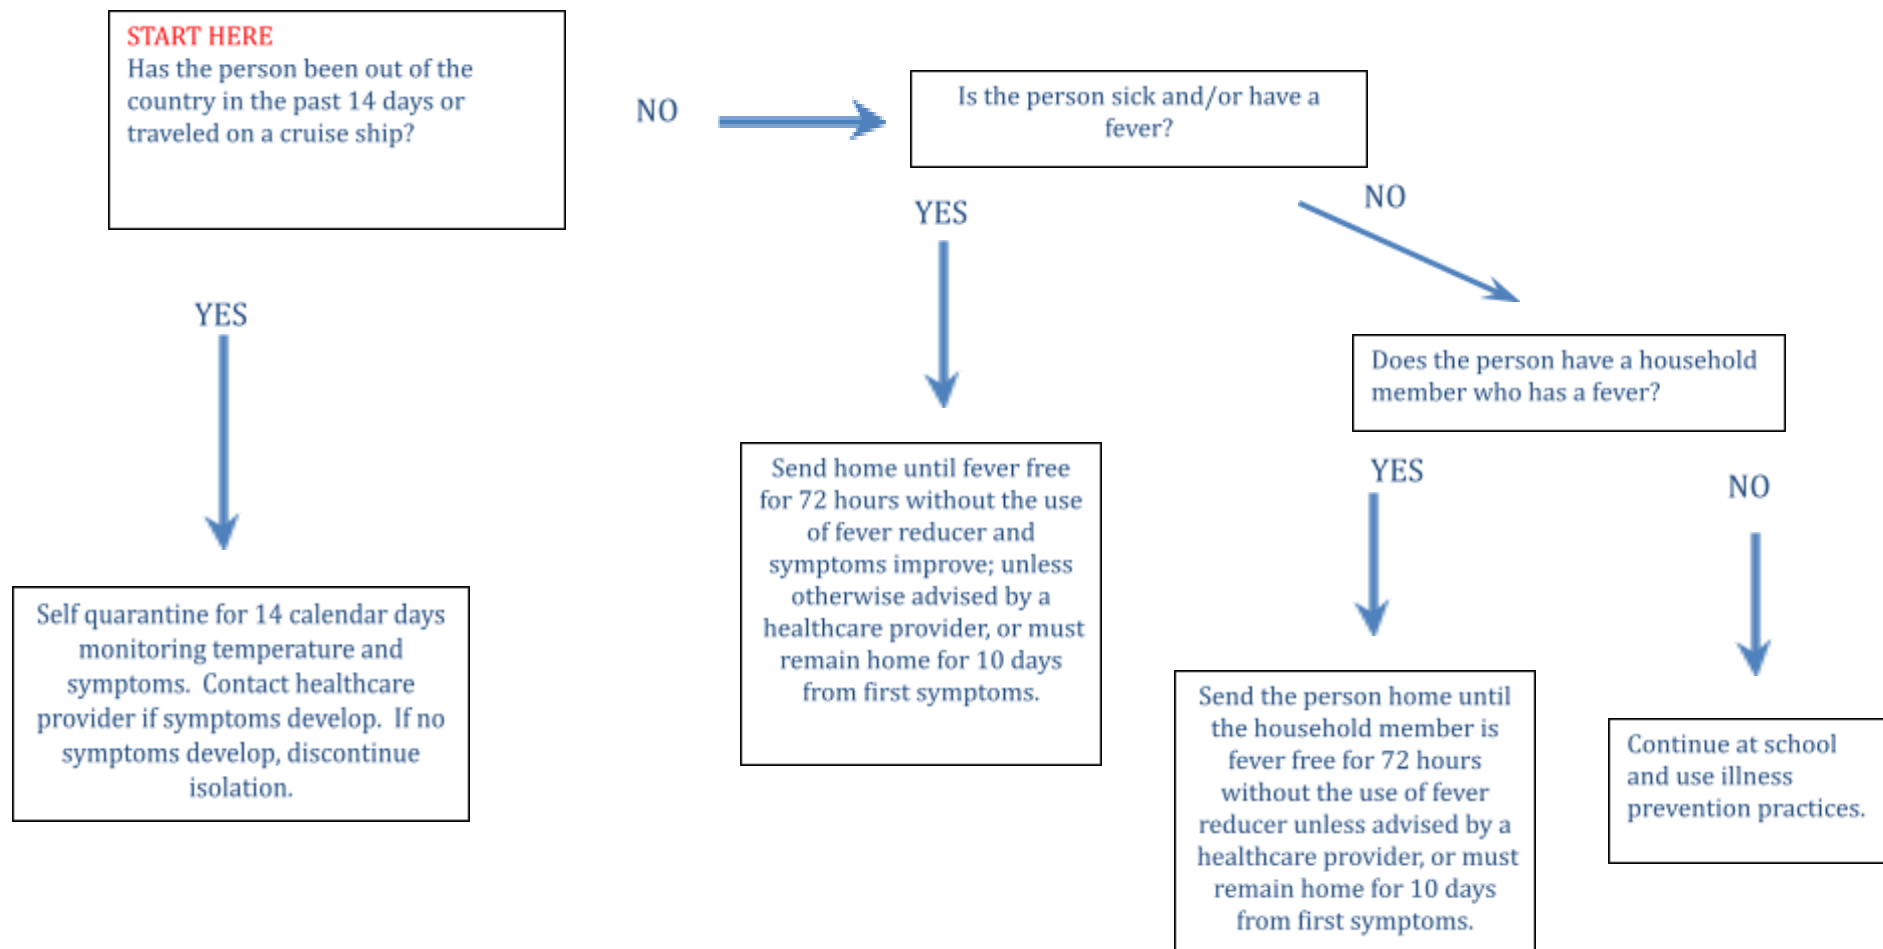 START HERE
Has the person been out of the
country in the past 14 days or
traveled on a cruise ship?
NO
Is the person sick and/or have a
fever?
YES
NO
YES
Does the person have a household
member who has a fever?
Send home until fever free
for 72 hours without the use
of fever reducer and
symptoms improve; unless
otherwise advised by a
healthcare provider, or must
remain home for 10 days
from first symptoms.
YES
NO
Self quarantine for 14 calendar days
monitoring temperature and
symptoms.  Contact healthcare
provider if symptoms develop.  If no
symptoms develop, discontinue
isolation.
Send the person home until
the household member is
fever free for 72 hours
without the use of fever
reducer unless advised by a
healthcare provider, or must
remain home for 10 days
from first symptoms.
Continue at school
and use illness
prevention practices.